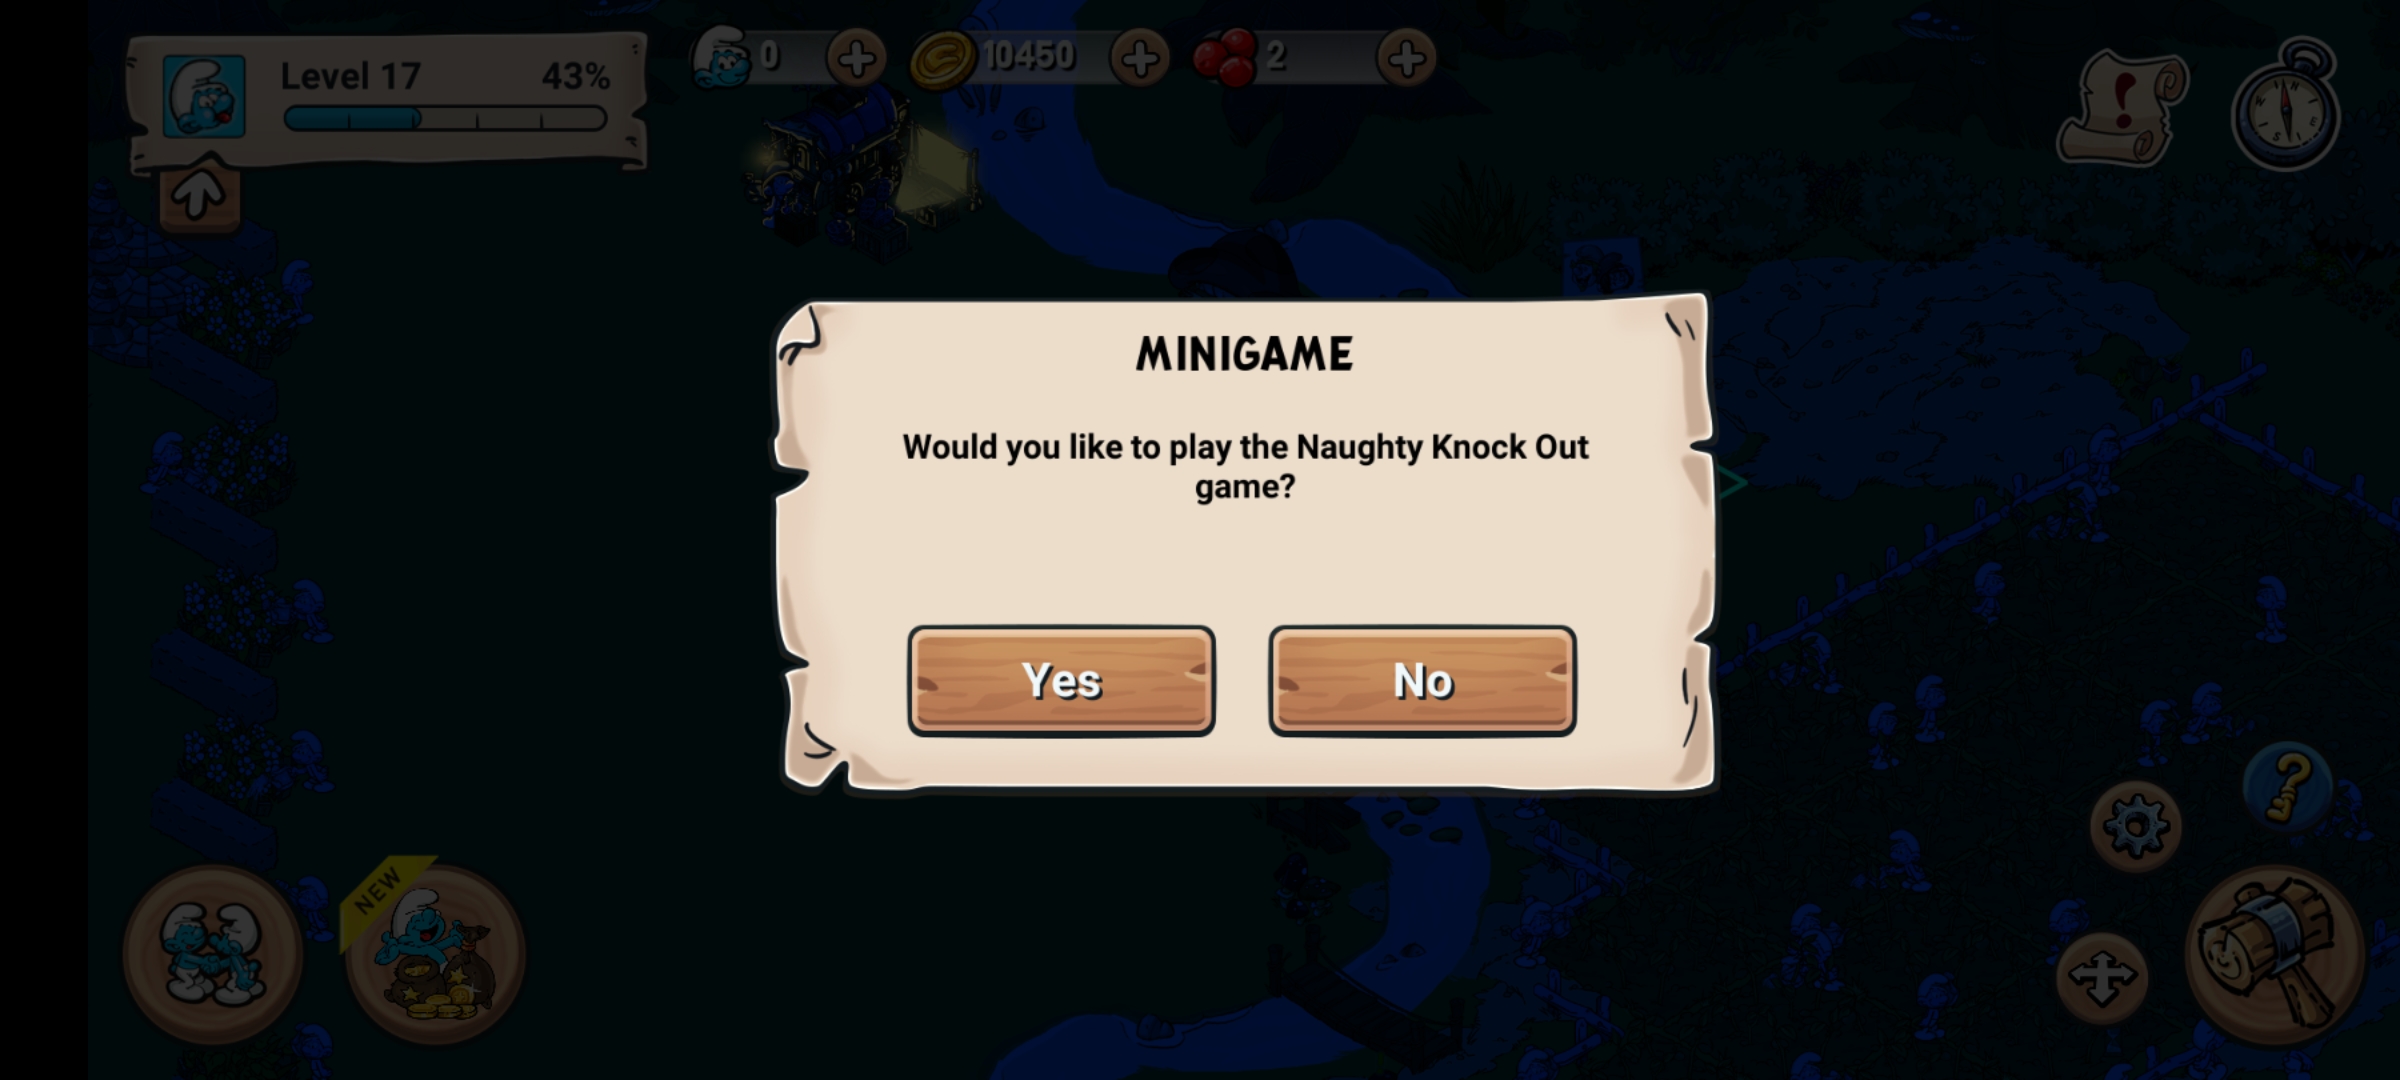 Level 17 43%
0
10450
2
MINIGAME
Would you like to play the Naughty Knock Out
game?
Yes
No
NEW